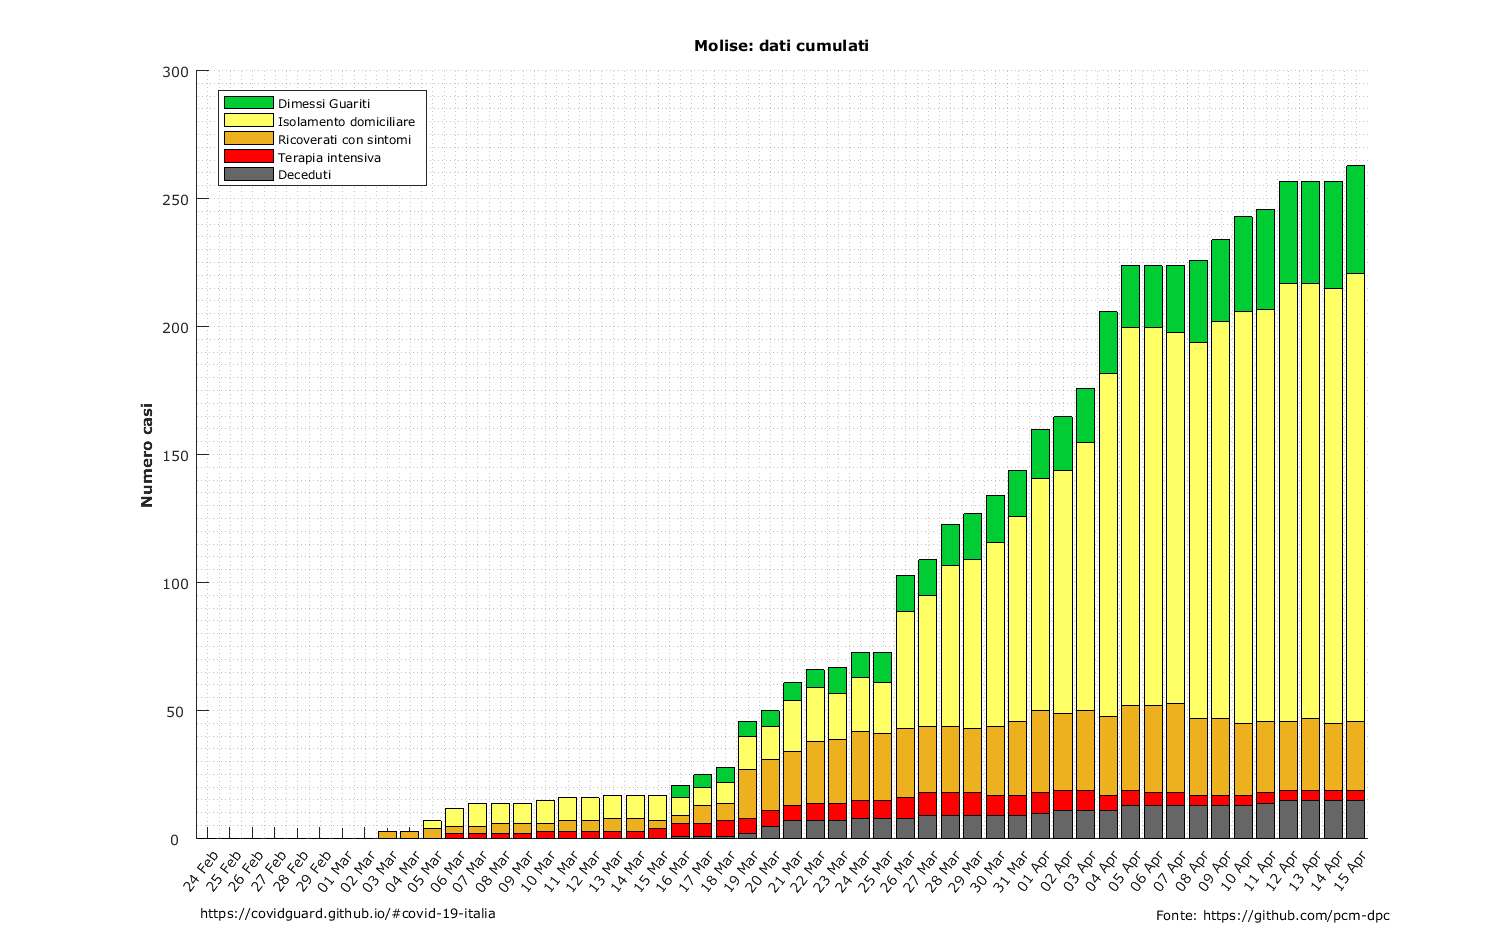 Molise: dati cumulati
300
250
200
150
100
50
0
Numero casi
Dimessi Guariti
Isolamento domiciliare
Ricoverati con sintomi
Terapia intensiva
Deceduti
24 Feb
25 Feb
26 Feb
27 Feb
28 Feb
29 Feb
01 Mar
02 Mar
03 Mar
04 Mar
05 Mar
06 Mar
07 Mar
08 Mar
09 Mar
10 Mar
11 Mar
12 Mar
13 Mar
14 Mar
15 Mar
16 Mar
17 Mar
18 Mar
19 Mar
20 Mar
21 Mar
22 Mar
23 Mar
24 Mar
25 Mar
26 Mar
27 Mar
28 Mar
29 Mar
30 Mar
31 Mar
01 Apr
02 Apr
03 Apr
04 Apr
05 Apr
06 Apr
07 Apr
08 Apr
09 Apr
10 Apr
11 Apr
12 Apr
13 Apr
14 Apr
15 Apr
https://covidguard.github.io/#covid-19-italia
Fonte: https://github.com/pcm-dpc